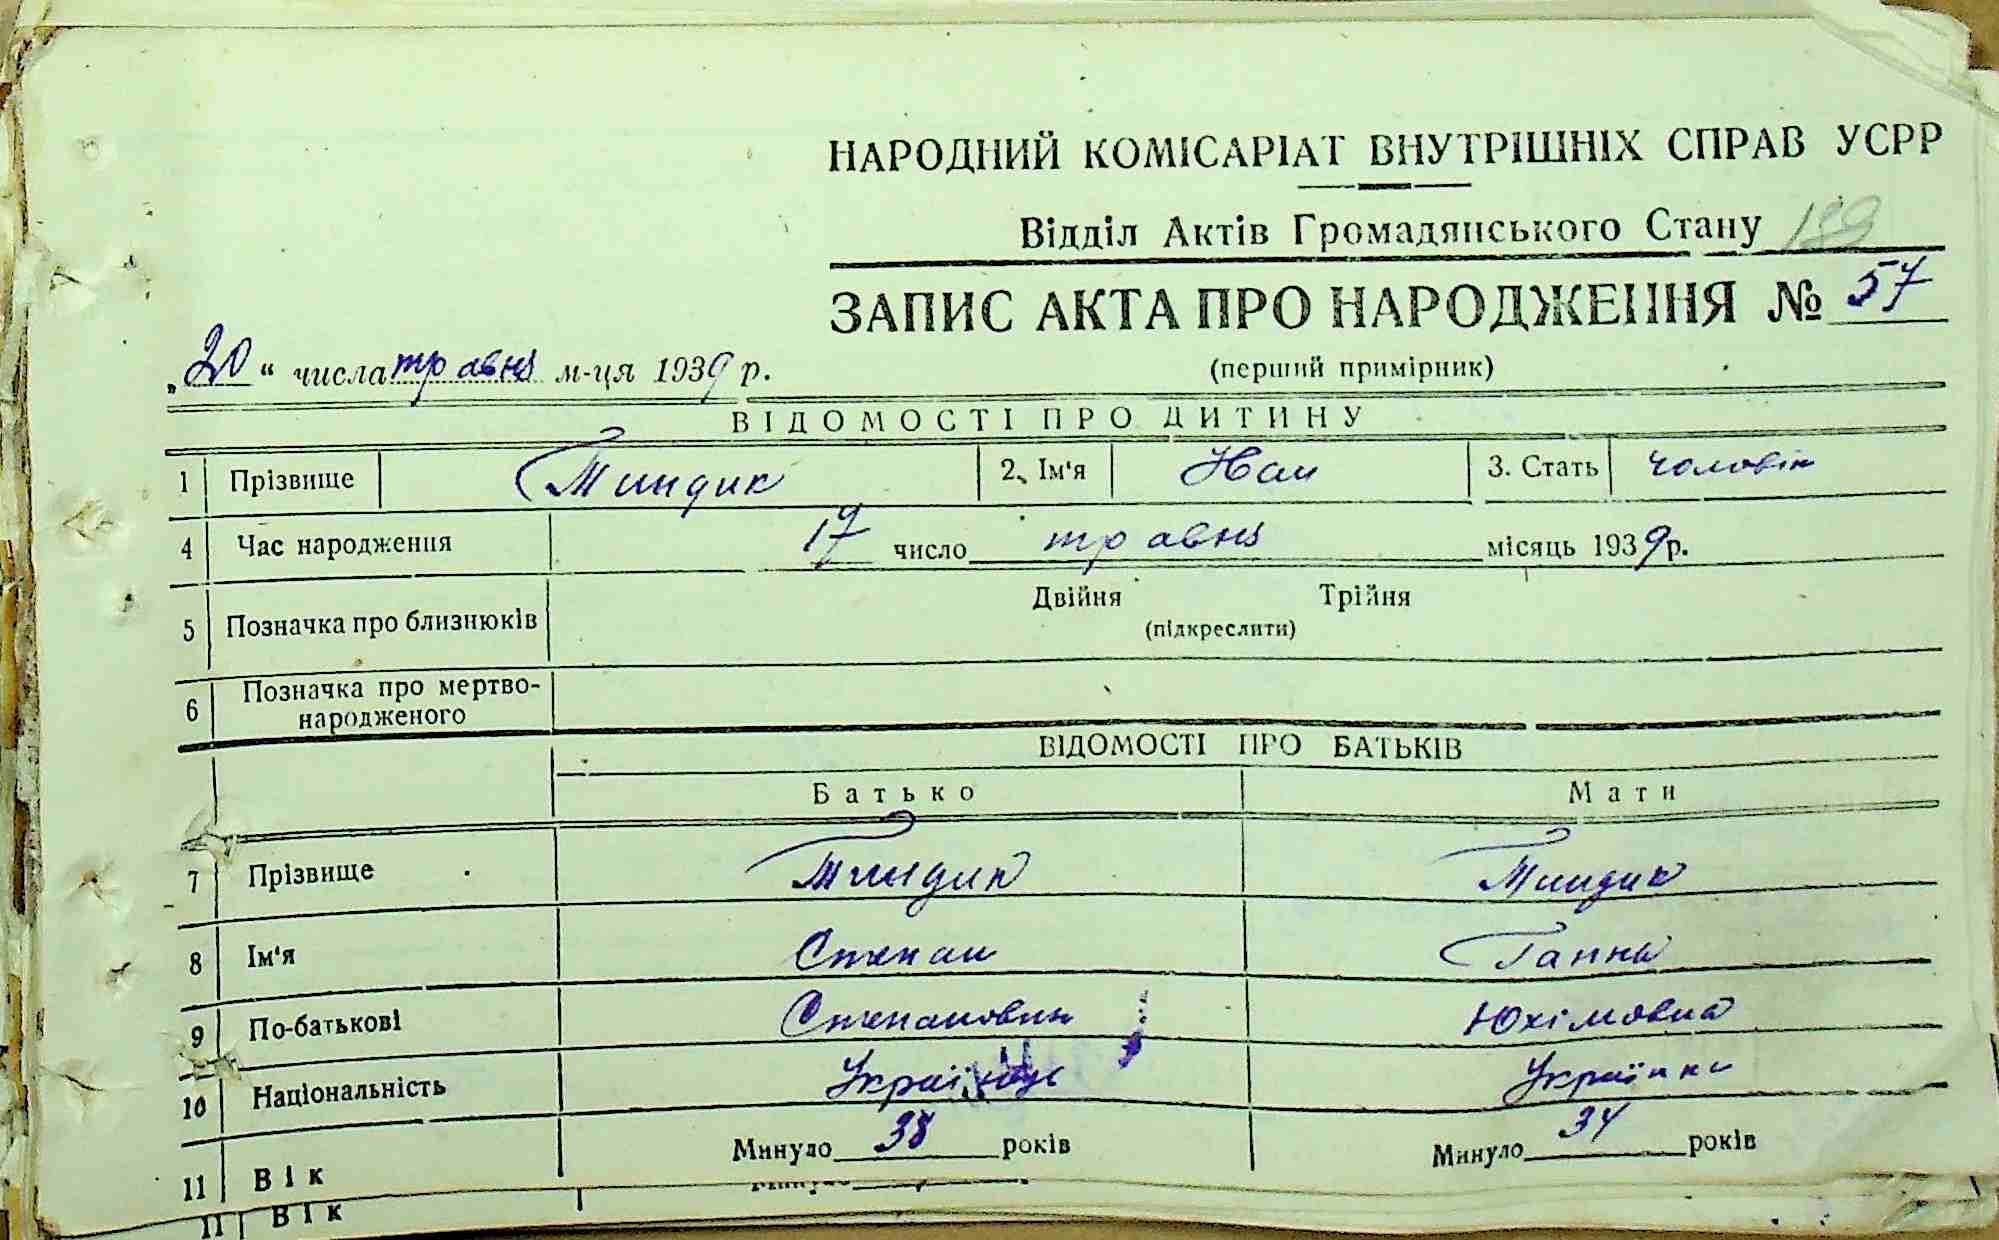 НАРОДНИЙ КОМІСАРІАТ ВНУТРІШНІХ СПРАВ УСРР
Відділ Актів Громадянського Стану 139
ЗАПИС АКТА ПРО НАРОДЖЕННЯ № 57
„20“ числа травня м-ця 1939 р. (перший примірник)
ВІДОМОСТІ ПРО ДИТИНУ
1 Прізвище Тиндик 2. Ім'я Іван 3. Стать чоловік
4 Час народження 17 число травня місяць 1939р.
5 Позначка про близнюків Двійня Трійня
(підкреслити)
6 Позначка про мертво-
народженого
ВІДОМОСТІ ПРО БАТЬКІВ
Батько Мати
7 Прізвище Тиндик Тиндик
8 Ім'я Степан Ганна
9 По-батькові Степанович Юхімовна
10 Національність Українець Українка
11 Вік Минуло 38 років Минуло 34 років
11 Вік